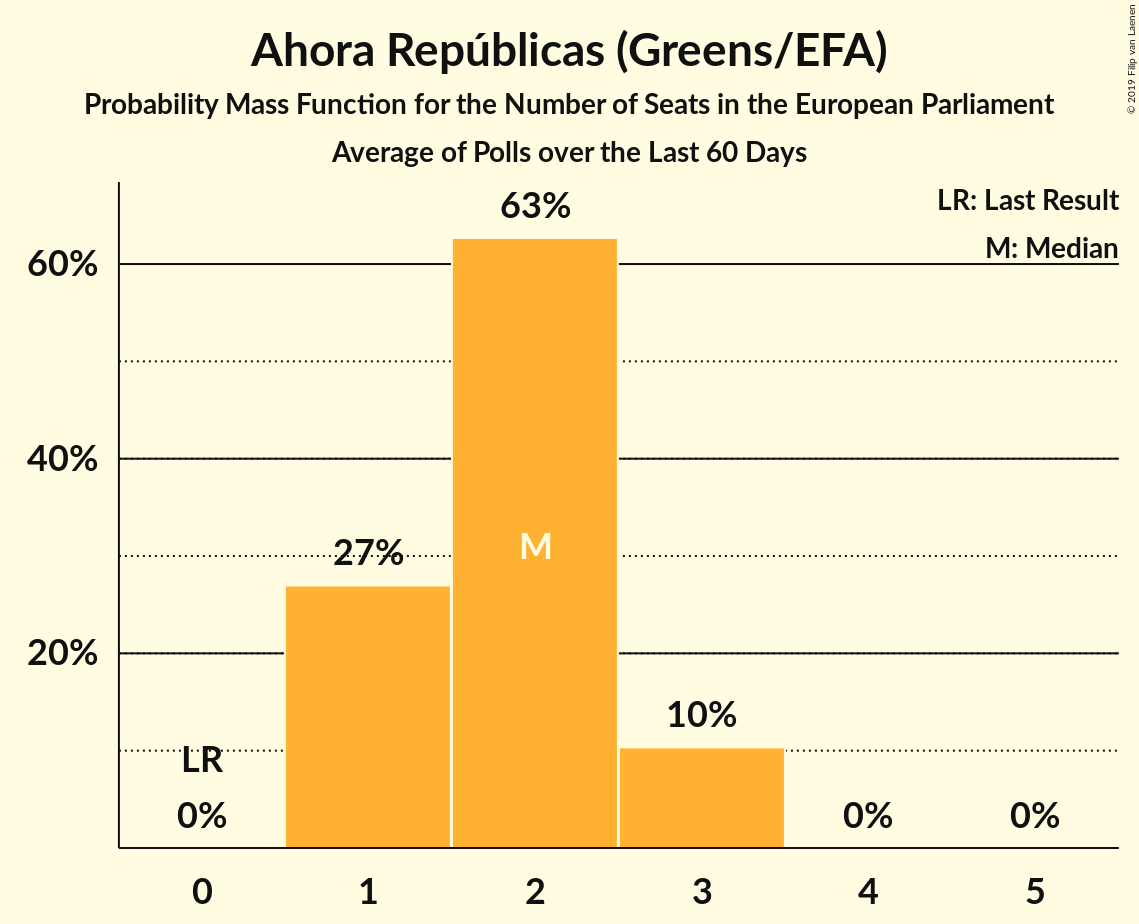 Ahora Repúblicas (Greens/EFA)
Probability Mass Function for the Number of Seats in the European Parliament
Average of Polls over the Last 60 Days
© 2019 Filip van Laenen
LR: Last Result
M: Median
63%
60%
40%
27%
M
20%
10%
LR
0%
0%
0%
0 1 2 3 4 5